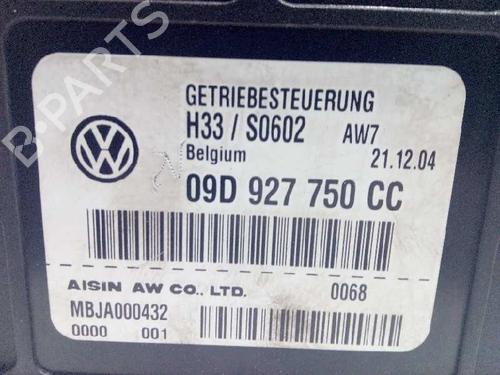 B-PARTS
GETRIEBESTEUERUNG
H33 / S0602 AW7
Belgium 21.12.04
09D 927 750 CC
AISIN AW CO., LTD. 0068
MBJA000432
0000 001